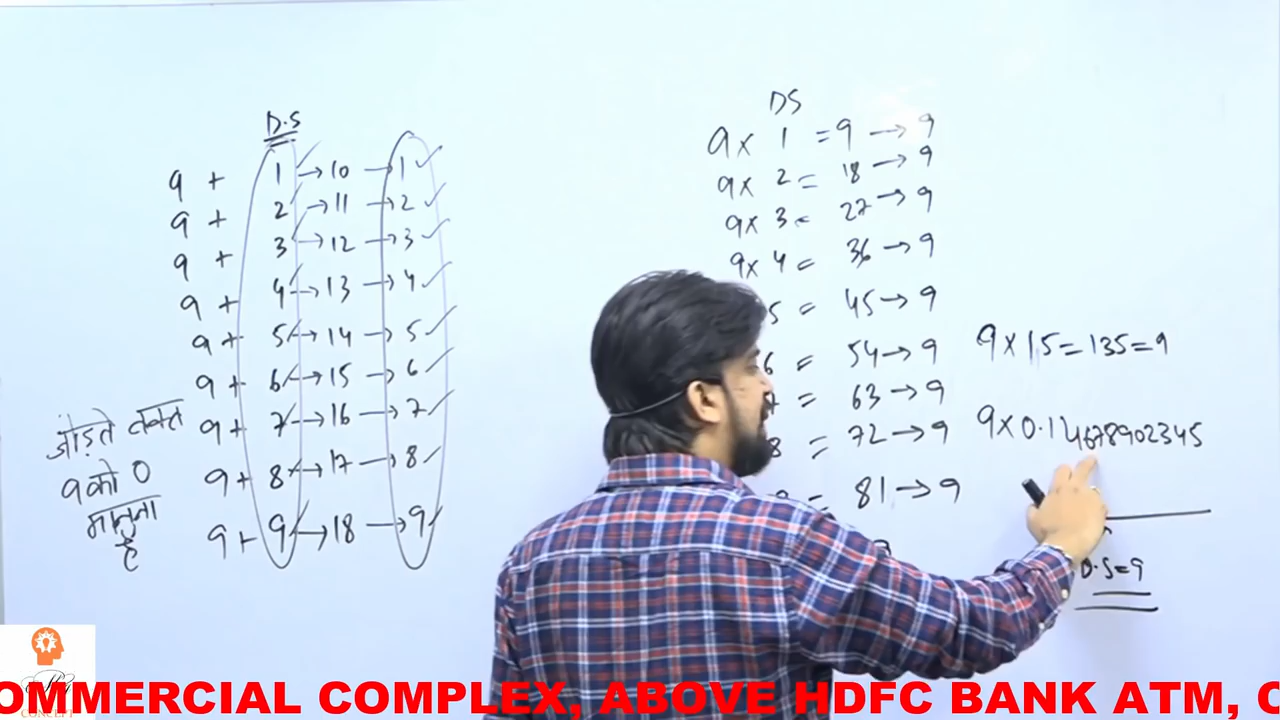 D.S
9 + 1 → 10 → 1 ✓
9 + 2 → 11 → 2 ✓
9 + 3 → 12 → 3 ✓
9 + 4 → 13 → 4 ✓
9 + 5 → 14 → 5 ✓
9 + 6 → 15 → 6 ✓
9 + 7 → 16 → 7 ✓
9 + 8 → 17 → 8 ✓
9 + 9 → 18 → 9 ✓
जोड़ते वक्त
9 को 0
मानना
है
DS
9 x 1 = 9 → 9
9 x 2 = 18 → 9
9 x 3 = 27 → 9
9 x 4 = 36 → 9
5 = 45 → 9
6 = 54 → 9
7 = 63 → 9
8 = 72 → 9
= 81 → 9
9 x 15 = 135 = 9
9 x 0.14678902345
D.S = 9
CONCEPT
OMMERCIAL COMPLEX, ABOVE HDFC BANK ATM, C